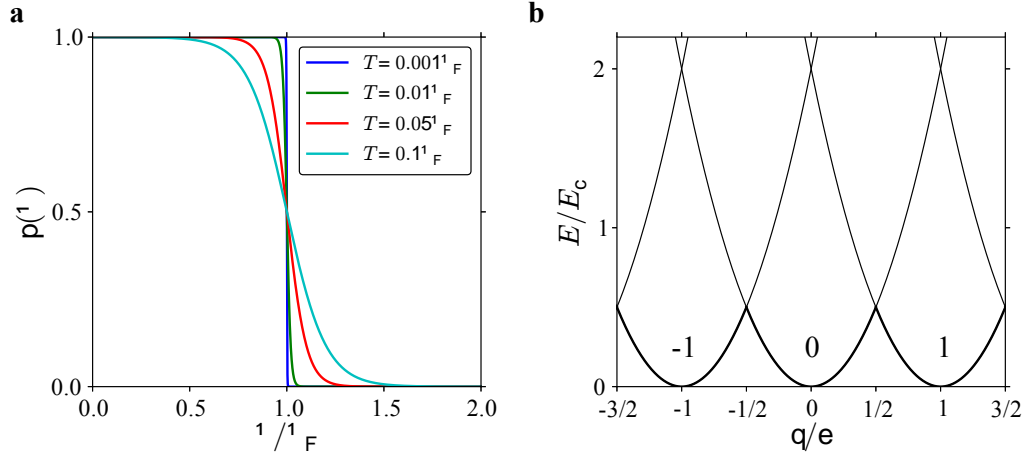 a
1.0
0.5
0.0
p(¹)
T = 0.001¹ F
T = 0.01¹ F
T = 0.05¹ F
T = 0.1¹ F
0.0 0.5 1.0 1.5 2.0
¹/¹ F
b
2
1
0
E/Ec
-1 0 1
-3/2 -1 -1/2 0 1/2 1 3/2
q/e